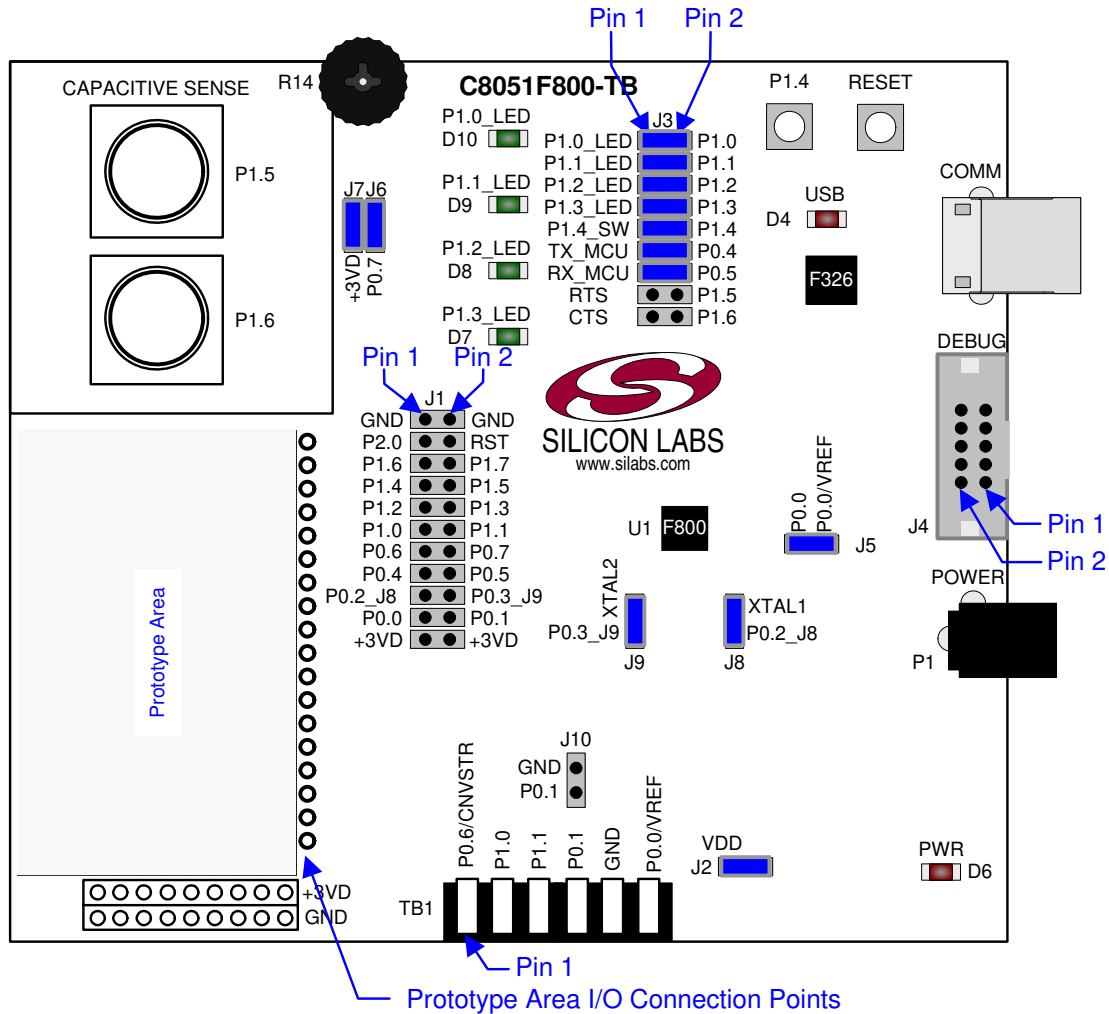 Pin 1 Pin 2
CAPACITIVE SENSE
R14
C8051F800-TB
P1.4 RESET
P1.5
P1.6
J7 J6
+3VD
P0.7
P1.0_LED
D10
P1.1_LED
D9
P1.2_LED
D8
P1.3_LED
D7
J3
P1.0_LED P1.0
P1.1_LED P1.1
P1.2_LED P1.2
P1.3_LED P1.3
P1.4_SW P1.4
TX_MCU P0.4
RX_MCU P0.5
RTS P1.5
CTS P1.6
USB
D4
F326
COMM
DEBUG
J4
Pin 1
Pin 2
Pin 1 Pin 2
J1
GND GND
P2.0 RST
P1.6 P1.7
P1.4 P1.5
P1.2 P1.3
P1.0 P1.1
P0.6 P0.7
P0.4 P0.5
P0.2_J8 P0.3_J9
P0.0 P0.1
+3VD +3VD
SILICON LABS
www.silabs.com
U1 F800
P0.0
P0.0/VREF
J5
XTAL2
P0.3_J9
J9
XTAL1
P0.2_J8
J8
POWER
P1
Prototype Area
J10
GND
P0.1
P0.6/CNVSTR
P1.0
P1.1
P0.1
GND
P0.0/VREF
TB1
VDD
J2
PWR
D6
+3VD
GND
Pin 1
Prototype Area I/O Connection Points